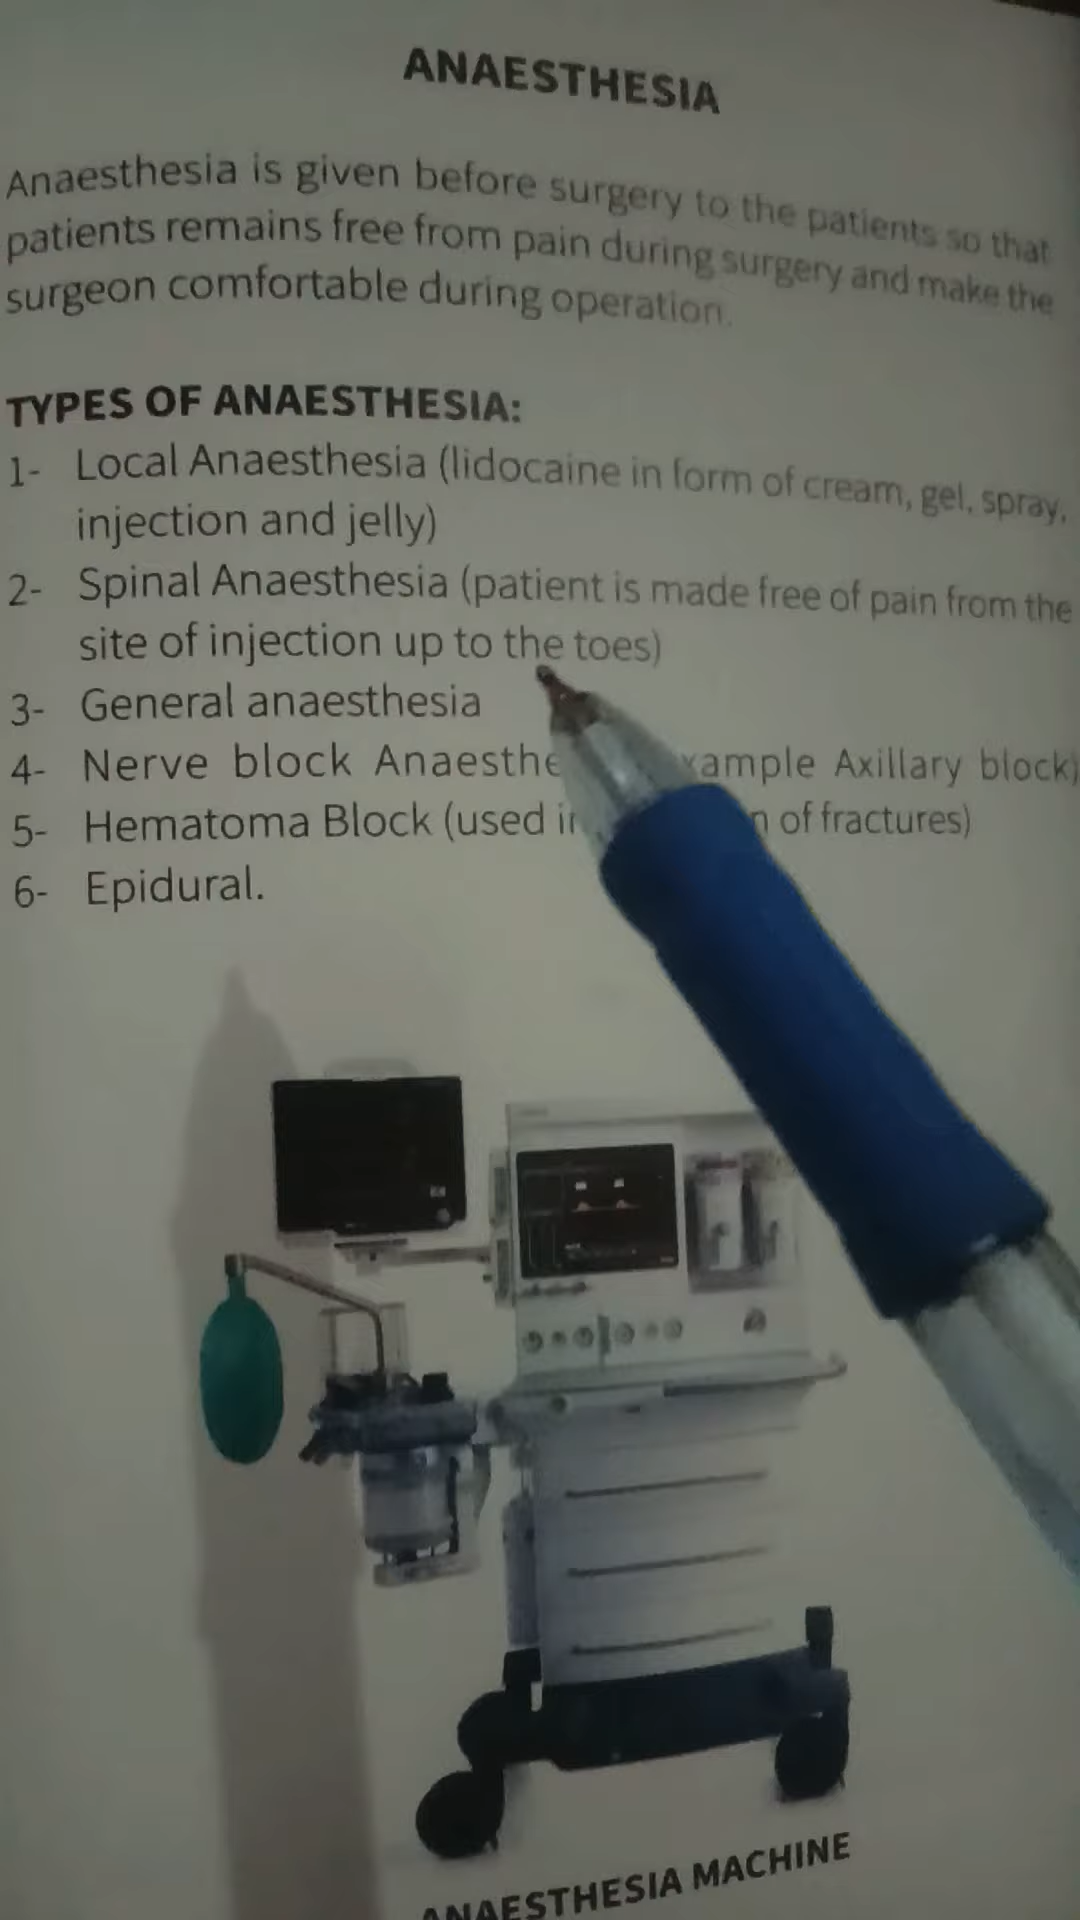 ANAESTHESIA
Anaesthesia is given before surgery to the patients so that
patients remains free from pain during surgery and make the
surgeon comfortable during operation.
TYPES OF ANAESTHESIA:
1- Local Anaesthesia (lidocaine in form of cream, gel, spray,
injection and jelly)
2- Spinal Anaesthesia (patient is made free of pain from the
site of injection up to the toes)
3- General anaesthesia
4- Nerve block Axillary block)
5- Hematoma Block (used of fractures)
6- Epidural.
ANAESTHESIA MACHINE